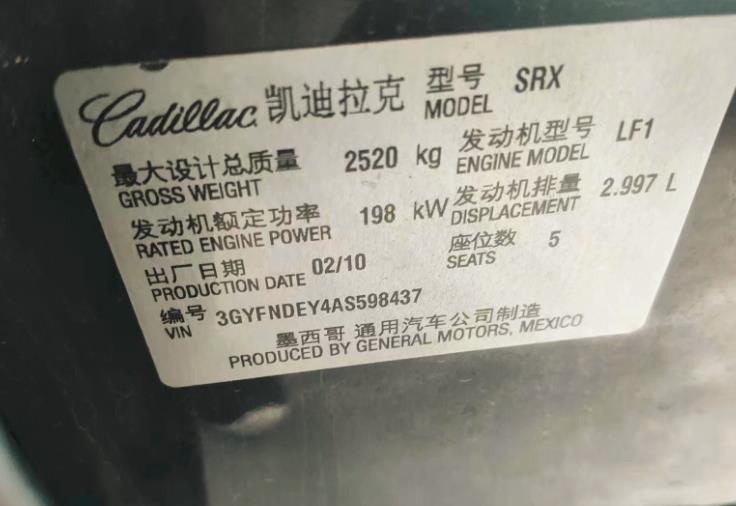 Cadillac 凯迪拉克 型号 SRX
MODEL
最大设计总质量 2520 kg 发动机型号 LF1
GROSS WEIGHT ENGINE MODEL
发动机额定功率 198 kW 发动机排量 2.997 L
RATED ENGINE POWER DISPLACEMENT
出厂日期 02/10 座位数 5
PRODUCTION DATE SEATS
编号 3GYFNDEY4AS598437
VIN
墨西哥 通用汽车公司制造
PRODUCED BY GENERAL MOTORS, MEXICO